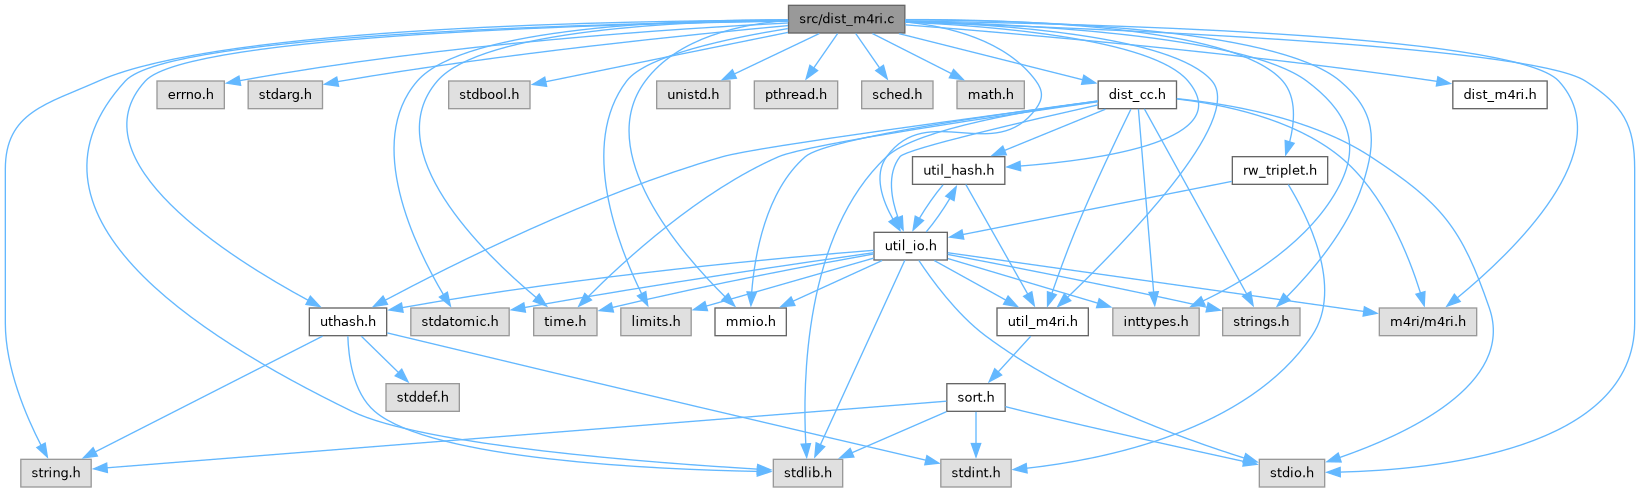 src/dist_m4ri.c
errno.h
stdarg.h
stdbool.h
unistd.h
pthread.h
sched.h
math.h
dist_cc.h
dist_m4ri.h
util_hash.h
rw_triplet.h
util_io.h
uthash.h
stdatomic.h
time.h
limits.h
mmio.h
util_m4ri.h
inttypes.h
strings.h
m4ri/m4ri.h
stddef.h
sort.h
string.h
stdlib.h
stdint.h
stdio.h